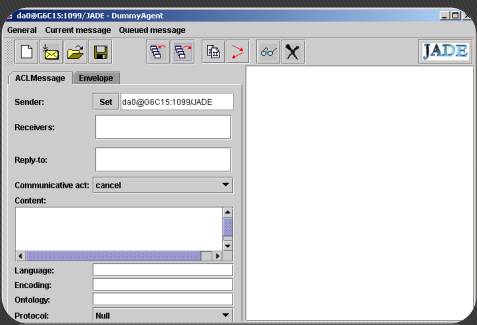 da0@G6C15:1099/JADE - DummyAgent
General Current message Queued message
JADE
ACLMessage Envelope
Sender: Set da0@G6C15:1099/JADE
Receivers:
Reply-to:
Communicative act: cancel
Content:
Language:
Encoding:
Ontology:
Protocol: Null